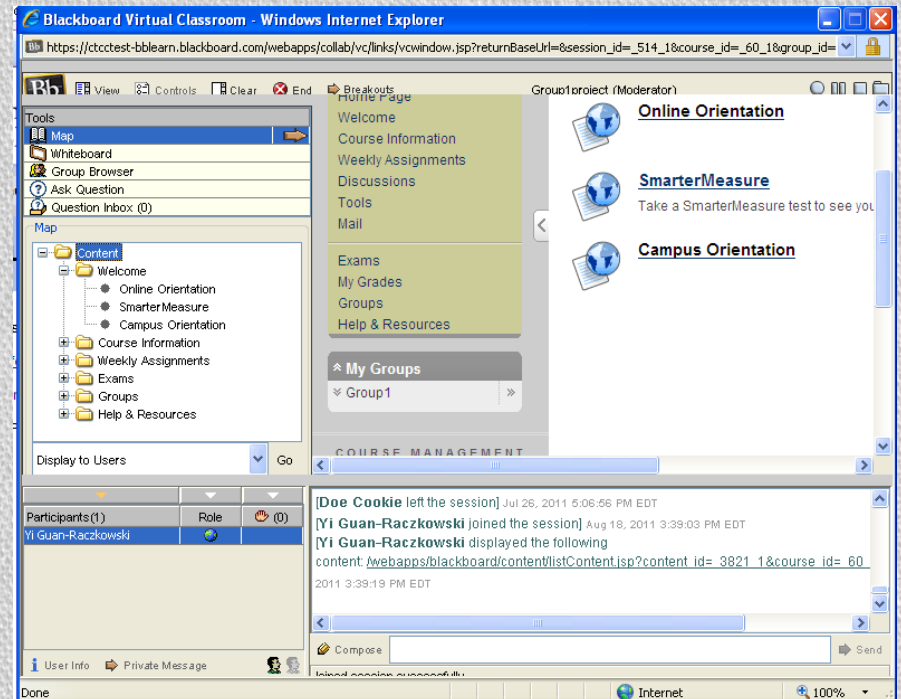 Blackboard Virtual Classroom - Windows Internet Explorer
https://ctcctest-bblearn.blackboard.com/webapps/collab/vc/links/vcwindow.jsp?returnBaseUrl=&session_id=_514_1&course_id=_60_1&group_id=
Bb View Controls Clear End Breakouts Group1project (Moderator)
Tools
Map
Whiteboard
Group Browser
Ask Question
Question Inbox (0)
Map
Content
Welcome
Online Orientation
SmarterMeasure
Campus Orientation
Course Information
Weekly Assignments
Exams
Groups
Help & Resources
Display to Users Go
Home Page
Welcome
Course Information
Weekly Assignments
Discussions
Tools
Mail
Exams
My Grades
Groups
Help & Resources
My Groups
Group1
COURSE MANAGEMENT
Online Orientation
SmarterMeasure
Take a SmarterMeasure test to see you
Campus Orientation
Participants(1) Role (0)
Yi Guan-Raczkowski
User Info Private Message
[Doe Cookie left the session] Jul 26, 2011 5:06:56 PM EDT
[Yi Guan-Raczkowski joined the session] Aug 18, 2011 3:39:03 PM EDT
[Yi Guan-Raczkowski displayed the following
content: /webapps/blackboard/content/listContent.jsp?content_id=_3821_1&course_id=_60_
2011 3:39:19 PM EDT
Compose Send
Joined session successfully
Done Internet 100%